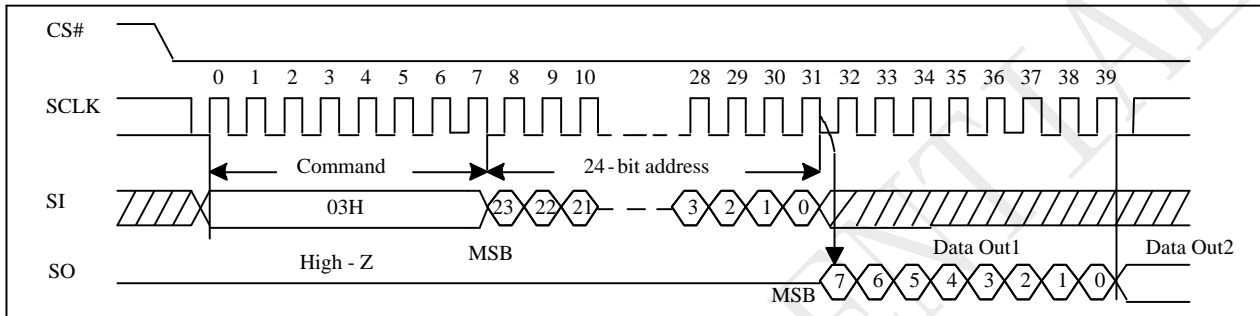 CS#
0 1 2 3 4 5 6 7 8 9 10 28 29 30 31 32 33 34 35 36 37 38 39
SCLK
Command 24-bit address
SI 03H 23 22 21 3 2 1 0
MSB Data Out1 Data Out2
SO High - Z
MSB 7 6 5 4 3 2 1 0